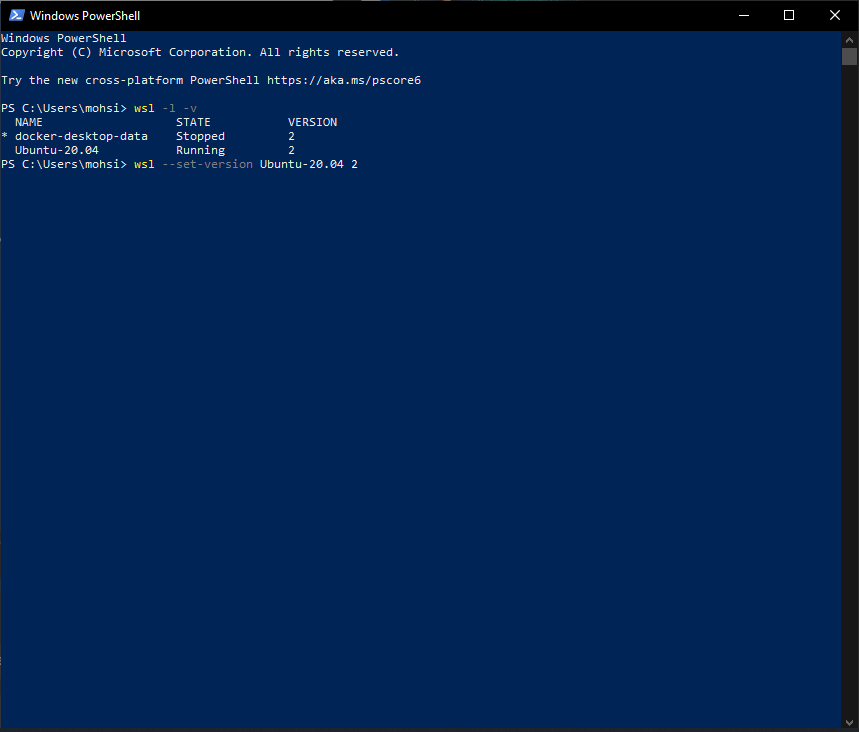 Windows PowerShell
Windows PowerShell
Copyright (C) Microsoft Corporation. All rights reserved.
Try the new cross-platform PowerShell https://aka.ms/pscore6
PS C:\Users\mohsi> wsl -l -v
NAME STATE VERSION
* docker-desktop-data Stopped 2
Ubuntu-20.04 Running 2
PS C:\Users\mohsi> wsl --set-version Ubuntu-20.04 2